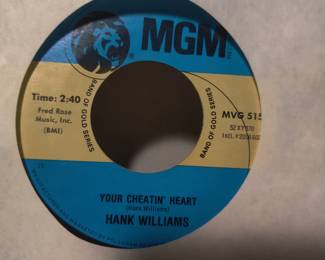 MGM
BAND OF GOLD SERIES
BAND OF GOLD SERIES
Time: 2:40
Fred Rose
Music, Inc.
(BMI)
MVG 515
YOUR CHEATIN' HEART
(Hank Williams)
HANK WILLIAMS